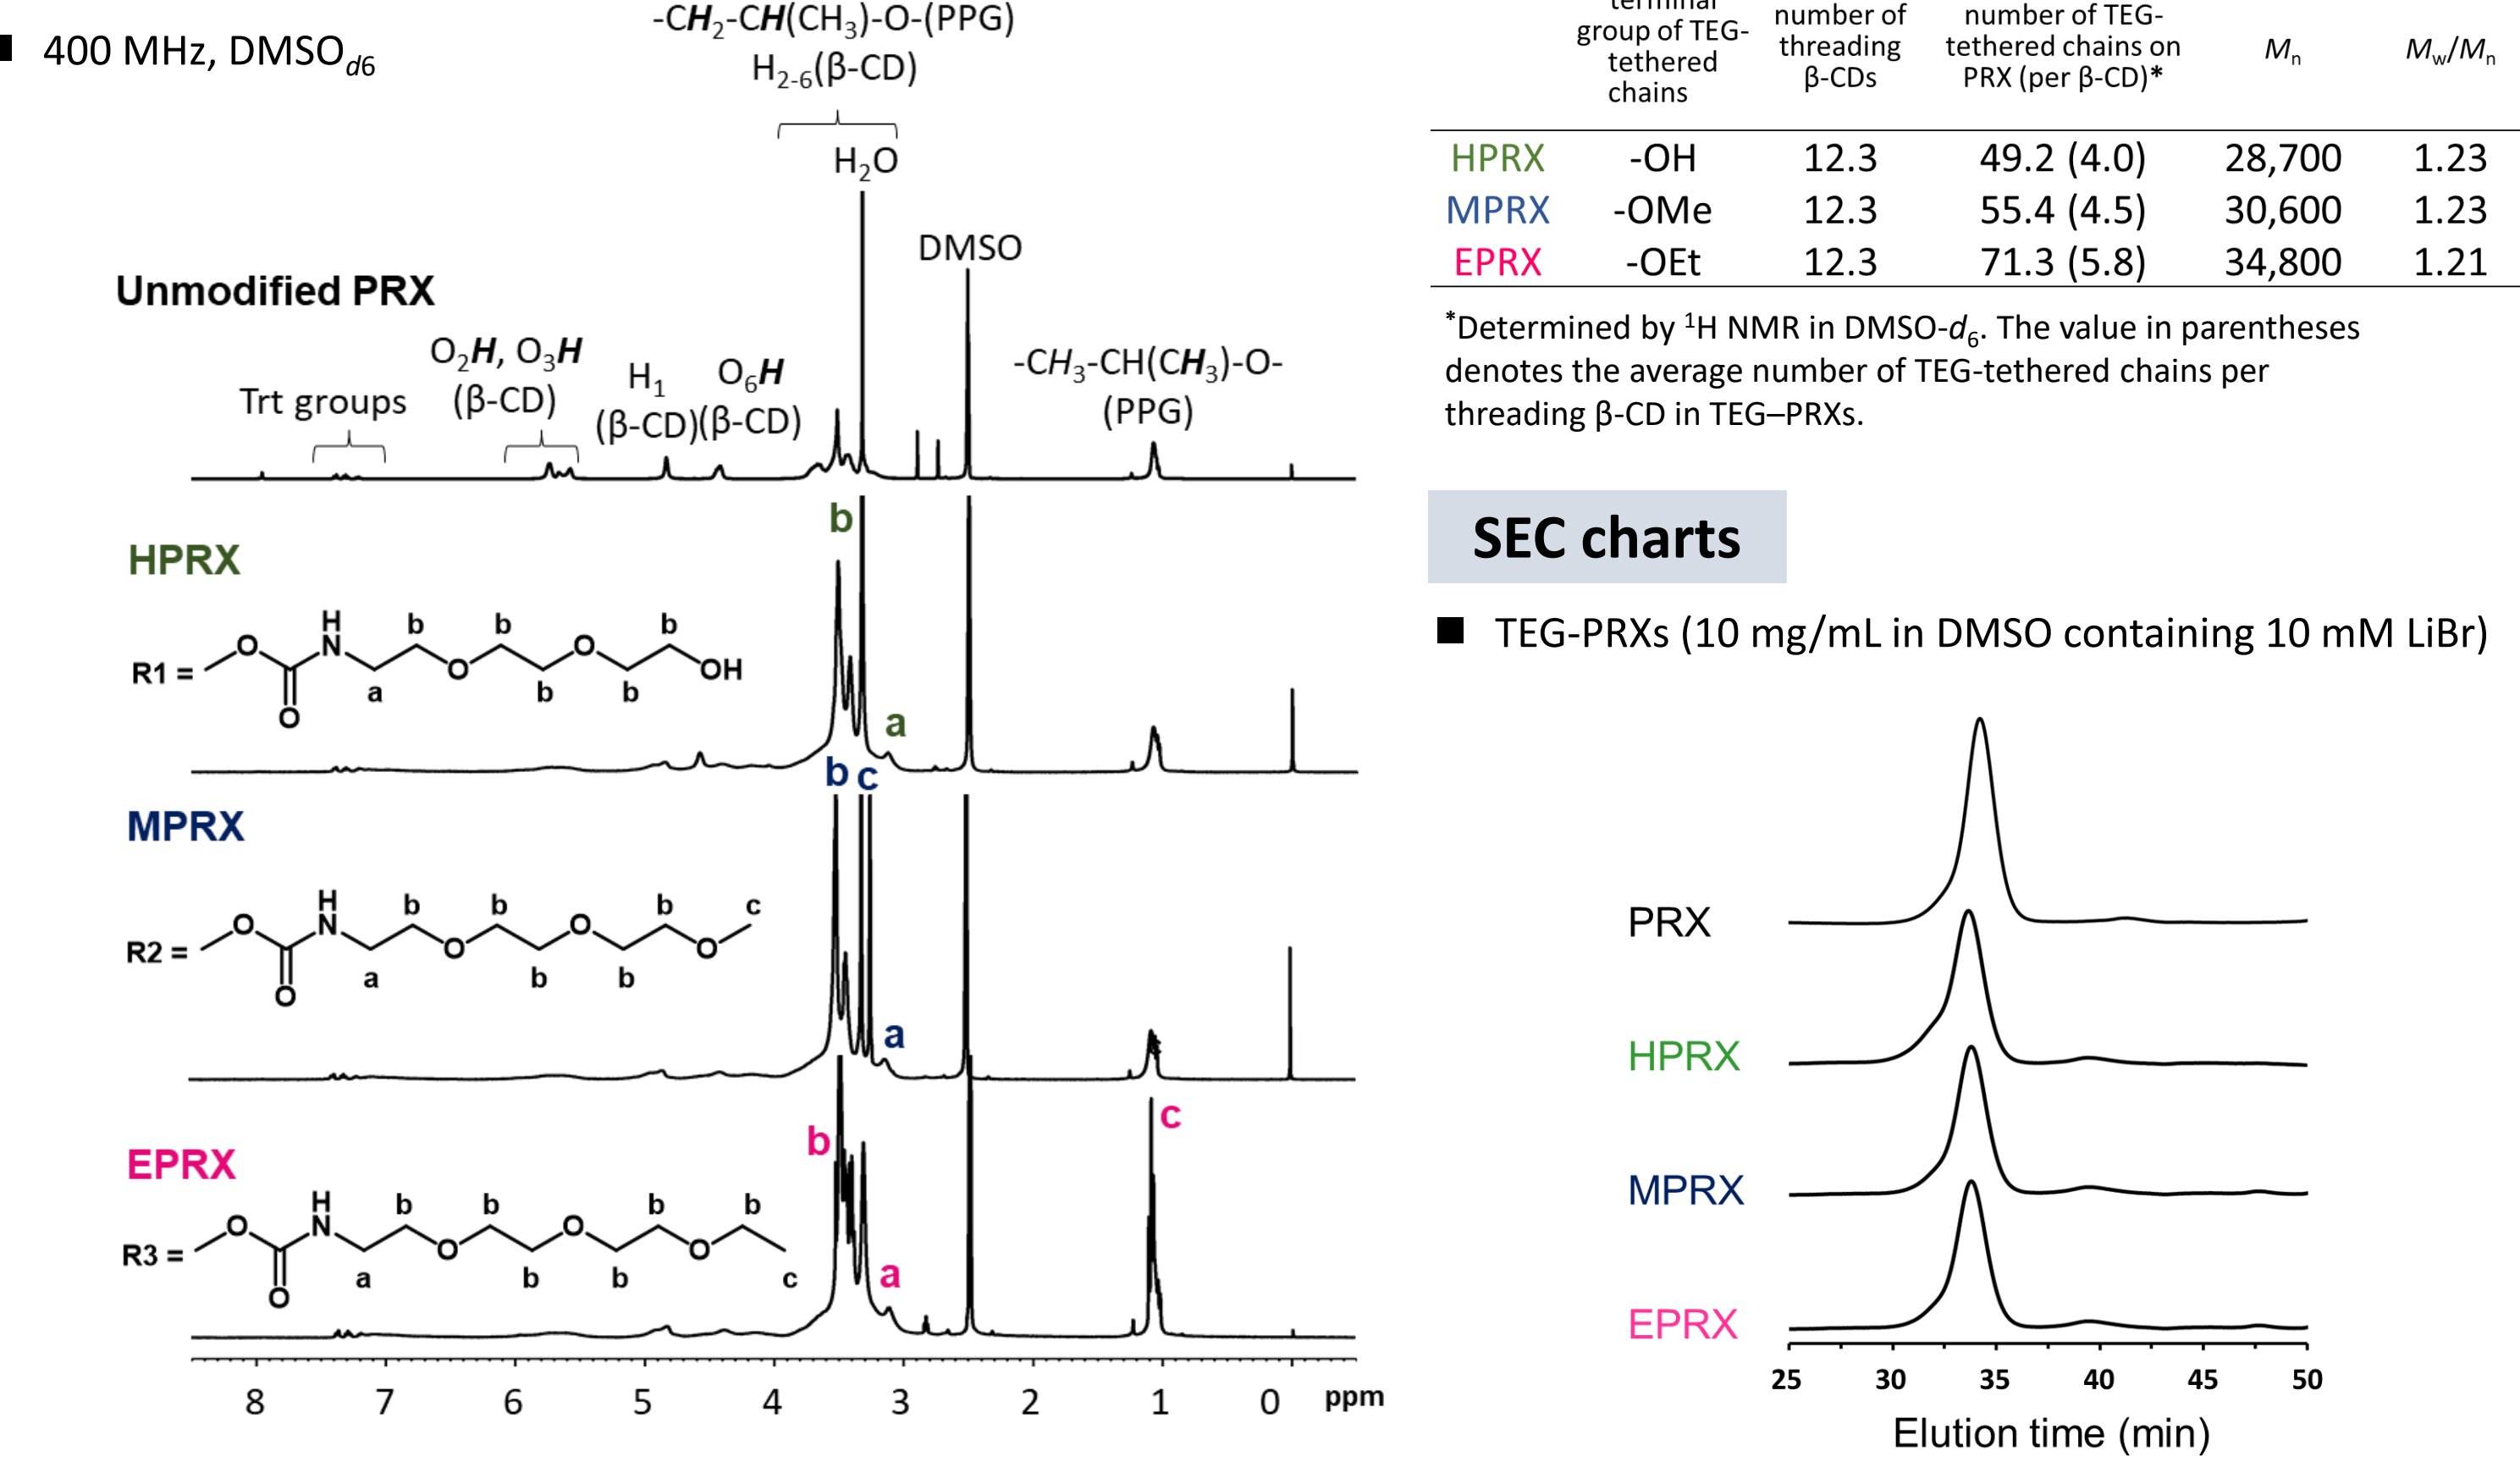 400 MHz, DMSOd6
-CH2-CH(CH3)-O-(PPG)
H2-6(β-CD)
H2O
DMSO
Unmodified PRX
O2H, O3H
(β-CD)
H1
(β-CD)
O6H
(β-CD)
Trt groups
-CH3-CH(CH3)-O-
(PPG)
b
HPRX
H
N
O
b
b
O
b
R1 =
O
OH
a
b
b
O
a
b c
MPRX
H
N
O
b
b
O
b
c
R2 =
O
O
a
b
b
O
a
c
b
EPRX
H
N
O
b
b
O
b
b
R3 =
O
O
a
b
b
c
O
a
8 7 6 5 4 3 2 1 0 ppm
terminal
group of TEG-
tethered
chains
number of
threading
β-CDs
number of TEG-
tethered chains on
PRX (per β-CD)*
Mn
Mw/Mn
HPRX -OH 12.3 49.2 (4.0) 28,700 1.23
MPRX -OMe 12.3 55.4 (4.5) 30,600 1.23
EPRX -OEt 12.3 71.3 (5.8) 34,800 1.21
*Determined by 1H NMR in DMSO-d6. The value in parentheses
denotes the average number of TEG-tethered chains per
threading β-CD in TEG–PRXs.
SEC charts
TEG-PRXs (10 mg/mL in DMSO containing 10 mM LiBr)
PRX
HPRX
MPRX
EPRX
25 30 35 40 45 50
Elution time (min)